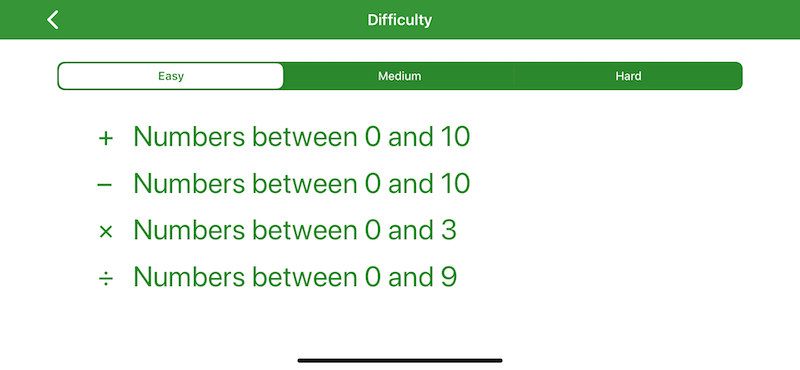 Difficulty
Easy Medium Hard
+ Numbers between 0 and 10
− Numbers between 0 and 10
× Numbers between 0 and 3
÷ Numbers between 0 and 9